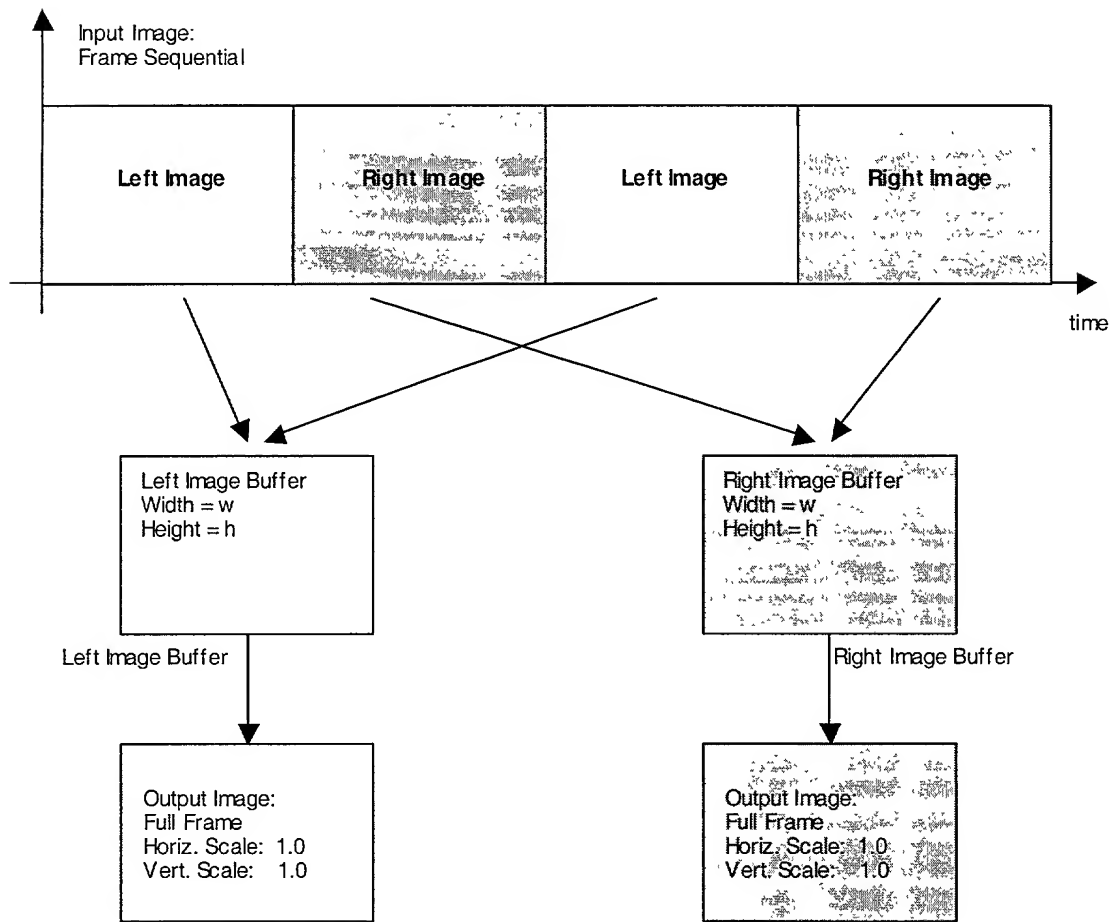 Input Image:
Frame Sequential
Left Image
Right Image
Left Image
Right Image
time
Left Image Buffer
Width = w
Height = h
Right Image Buffer
Width = w
Height = h
Left Image Buffer
Right Image Buffer
Output Image:
Full Frame
Horiz. Scale: 1.0
Vert. Scale: 1.0
Output Image:
Full Frame
Horiz. Scale: 1.0
Vert. Scale: 1.0